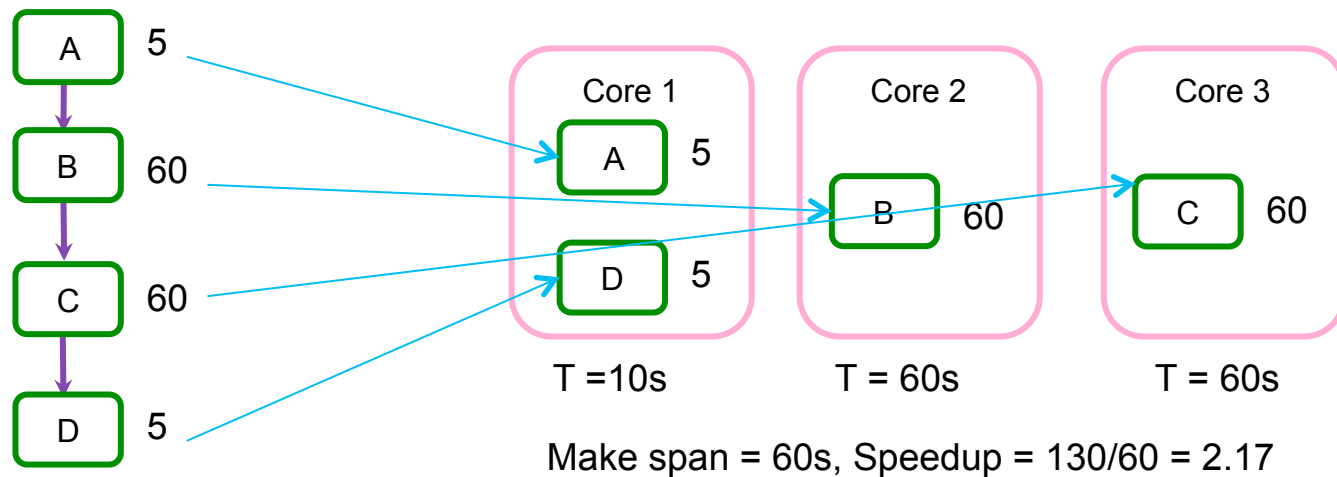 A 5
B 60
C 60
D 5
Core 1
A 5
D 5
T =10s
Core 2
B 60
T = 60s
Core 3
C 60
T = 60s
Make span = 60s, Speedup = 130/60 = 2.17